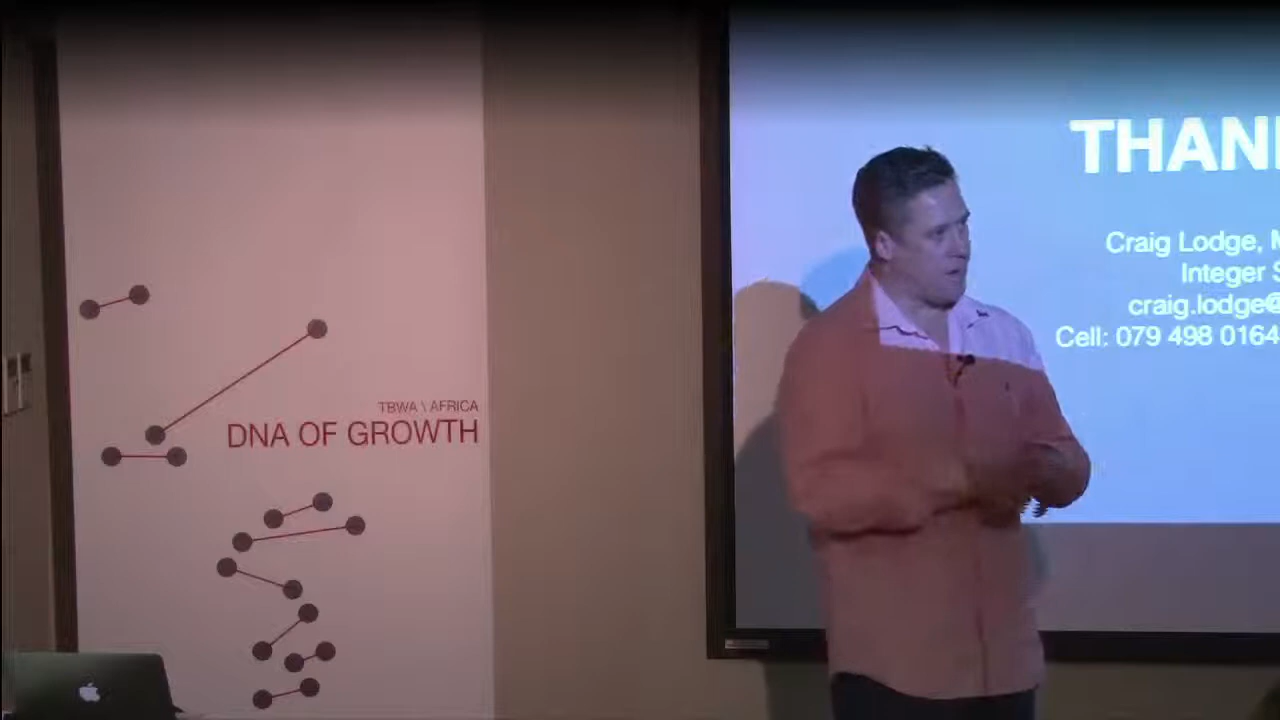 TBWA \ AFRICA
DNA OF GROWTH
THAN
Craig Lodge, M
Integer S
craig.lodge@
Cell: 079 498 0164